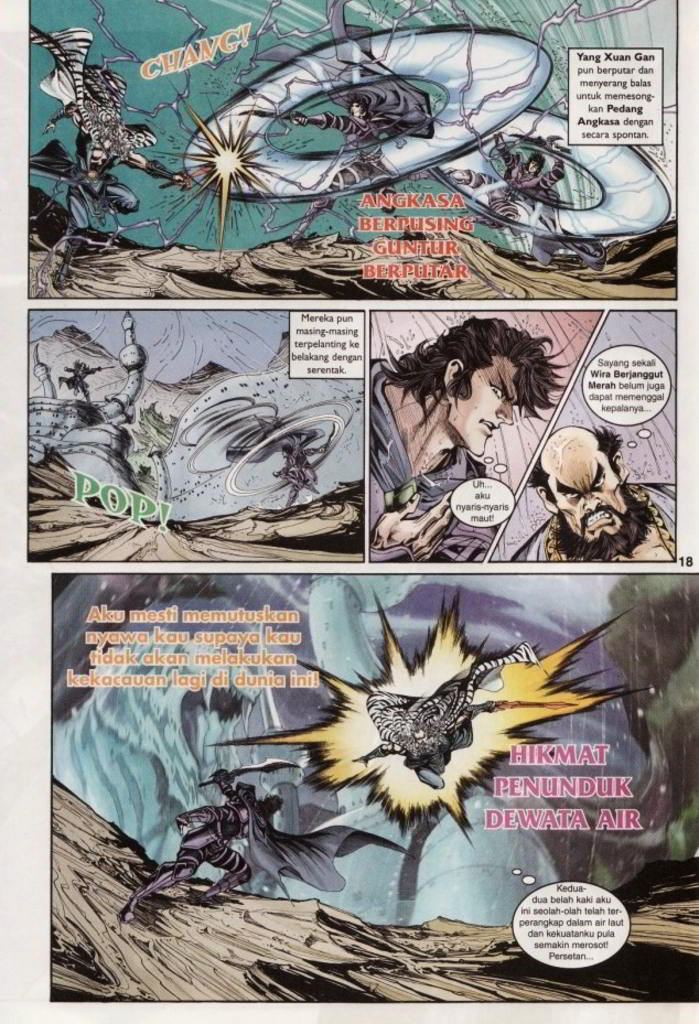 CHANG!
Yang Xuan Gan
pun berputar dan
menyerang balas
untuk memesong-
kan Pedang
Angkasa dengan
secara spontan.
ANGKASA
BERPUSING
GUNTUR
BERPUTAR
Mereka pun
masing-masing
terpelanting ke
belakang dengan
serentak.
POP!
Uh...
aku
nyaris-nyaris
maut!
Sayang sekali
Wira Berjanggut
Merah belum juga
dapat memenggal
kepalanya...
18
Aku mesti memutuskan
nyawa kau supaya kau
tidak akan melakukan
kekacauan lagi di dunia ini!
HIKMAT
PENUNDUK
DEWATA AIR
Kedua-
dua belah kaki aku
ini seolah-olah telah ter-
perangkap dalam air laut
dan kekuatanku pula
semakin merosot!
Persetan...